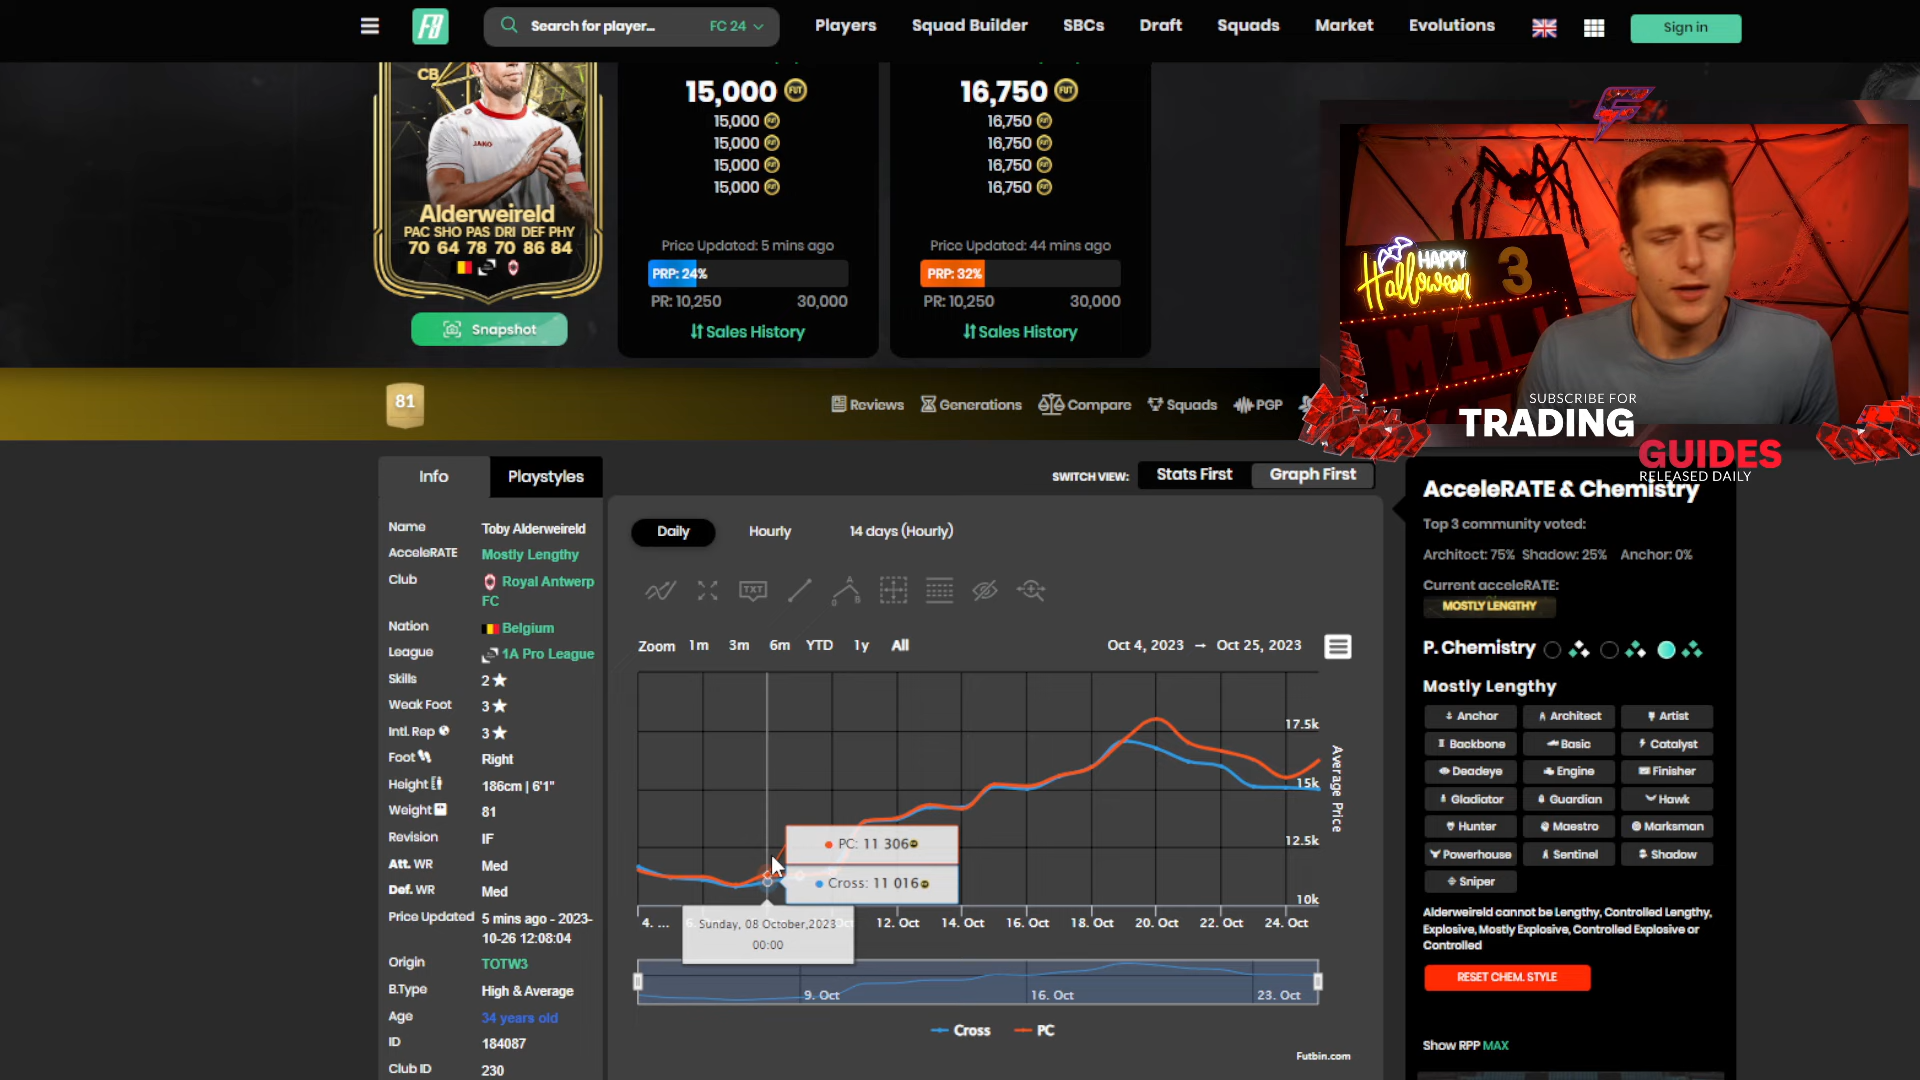 F8
Search for player...
FC 24
Players
Squad Builder
SBCs
Draft
Squads
Market
Evolutions
Sign in
CB
JAKO
Alderweireld
PAC SHO PAS DRI DEF PHY
70 64 78 70 86 84
Snapshot
15,000
15,000
15,000
15,000
15,000
Price Updated: 5 mins ago
PRP: 24%
PR: 10,250
30,000
Sales History
16,750
16,750
16,750
16,750
16,750
Price Updated: 44 mins ago
PRP: 32%
PR: 10,250
30,000
Sales History
HAPPY
Halloween
3
MILL
SUBSCRIBE FOR
TRADING
GUIDES
RELEASED DAILY
81
Reviews
Generations
Compare
Squads
PGP
Info
Playstyles
SWITCH VIEW:
Stats First
Graph First
Name Toby Alderweireld
AcceleRATE Mostly Lengthy
Club Royal Antwerp
FC
Nation Belgium
League 1A Pro League
Skills 2
Weak Foot 3
Intl. Rep 3
Foot Right
Height 186cm | 6'1"
Weight 81
Revision IF
Att. WR Med
Def. WR Med
Price Updated 5 mins ago - 2023-
10-26 12:08:04
Origin TOTW3
B.Type High & Average
Age 34 years old
ID 184087
Club ID 230
Daily
Hourly
14 days (Hourly)
TXT
Zoom 1m 3m 6m YTD 1y All
Oct 4, 2023 → Oct 25, 2023
17.5k
15k
12.5k
10k
Average Price
PC: 11 306
Cross: 11 016
Sunday, 08 October,2023
00:00
4. ... 12. Oct 14. Oct 16. Oct 18. Oct 20. Oct 22. Oct 24. Oct
9. Oct 16. Oct 23. Oct
Cross PC
Futbin.com
AcceleRATE & Chemistry
Top 3 community voted:
Architect: 75% Shadow: 25% Anchor: 0%
Current acceleRATE:
MOSTLY LENGTHY
P. Chemistry
Mostly Lengthy
Anchor Architect Artist
Backbone Basic Catalyst
Deadeye Engine Finisher
Gladiator Guardian Hawk
Hunter Maestro Marksman
Powerhouse Sentinel Shadow
Sniper
Alderweireld cannot be Lengthy, Controlled Lengthy,
Explosive, Mostly Explosive, Controlled Explosive or
Controlled
RESET CHEM. STYLE
Show RPP MAX